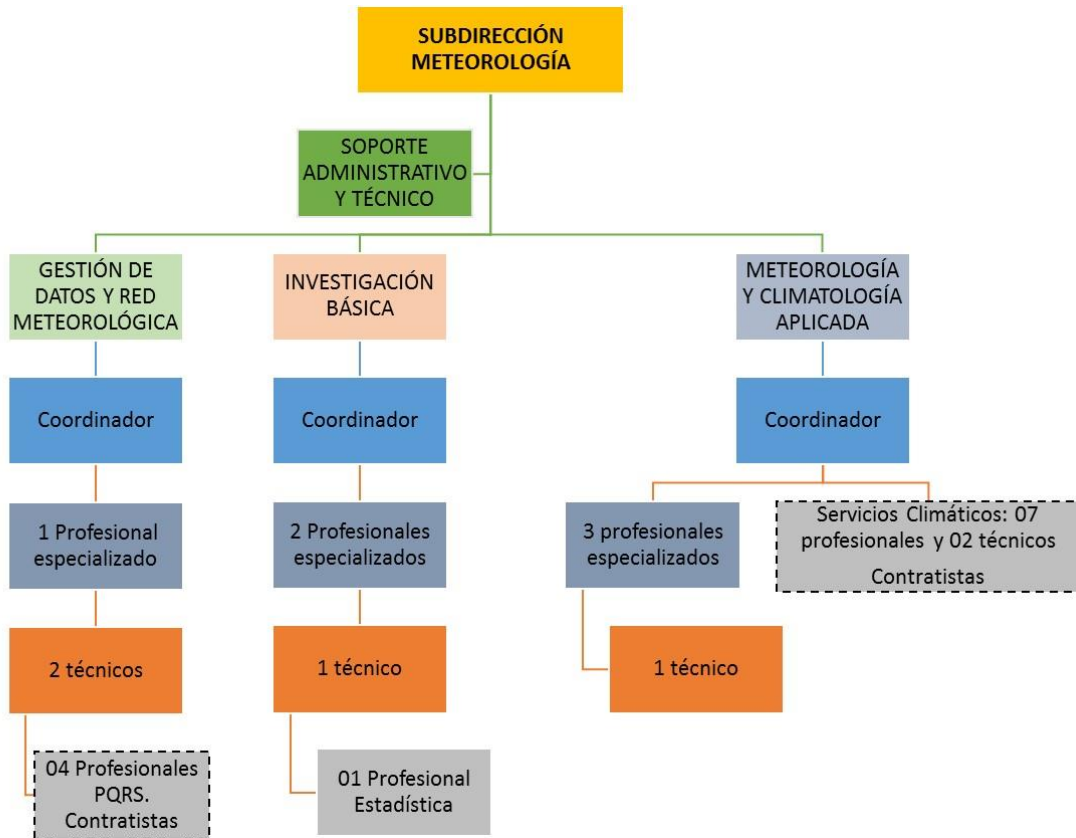 SUBDIRECCIÓN
METEOROLOGÍA
SOPORTE
ADMINISTRATIVO
Y TÉCNICO
GESTIÓN DE
DATOS Y RED
METEOROLÓGICA
INVESTIGACIÓN
BÁSICA
METEOROLOGÍA
Y CLIMATOLOGÍA
APLICADA
Coordinador
Coordinador
Coordinador
1 Profesional
especializado
2 Profesionales
especializados
3 profesionales
especializados
Servicios Climáticos: 07
profesionales y 02 técnicos
Contratistas
2 técnicos
1 técnico
1 técnico
04 Profesionales
PQRS.
Contratistas
01 Profesional
Estadística